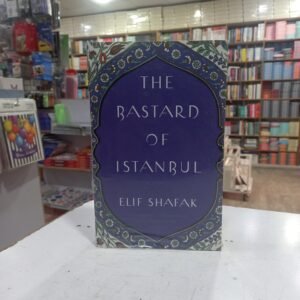 THE
BASTARD
OF
ISTANBUL
ELIF SHAFAK